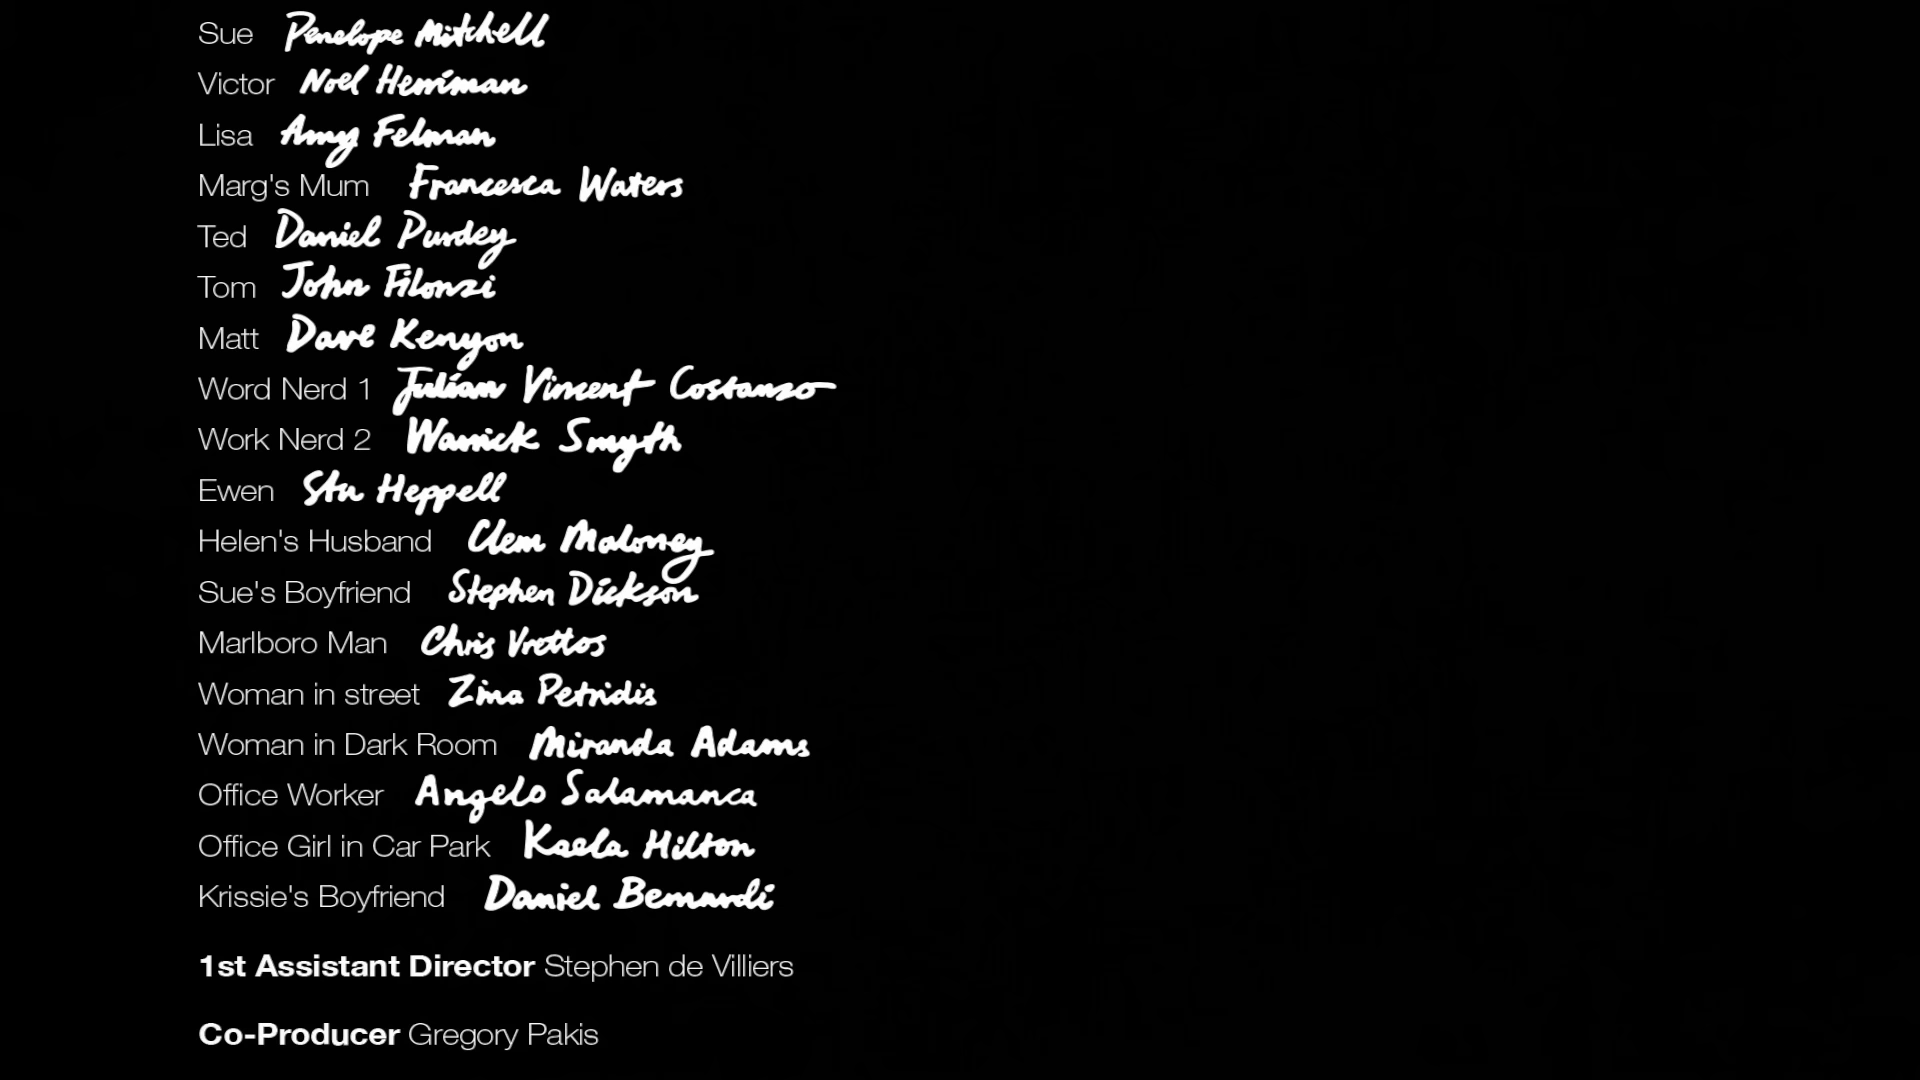 Sue Penelope Mitchell
Victor Noel Herriman
Lisa Amy Felman
Marg's Mum Francesca Waters
Ted Daniel Purdey
Tom John Filonzi
Matt Dave Kenyon
Word Nerd 1 Julian Vincent Costanzo
Work Nerd 2 Warrick Smyth
Ewen Stu Heppell
Helen's Husband Clem Maloney
Sue's Boyfriend Stephen Dickson
Marlboro Man Chris Vrettos
Woman in street Zina Petridis
Woman in Dark Room Miranda Adams
Office Worker Angelo Salamanca
Office Girl in Car Park Kaela Hilton
Krissie's Boyfriend Daniel Bernardi
1st Assistant Director Stephen de Villiers
Co-Producer Gregory Pakis